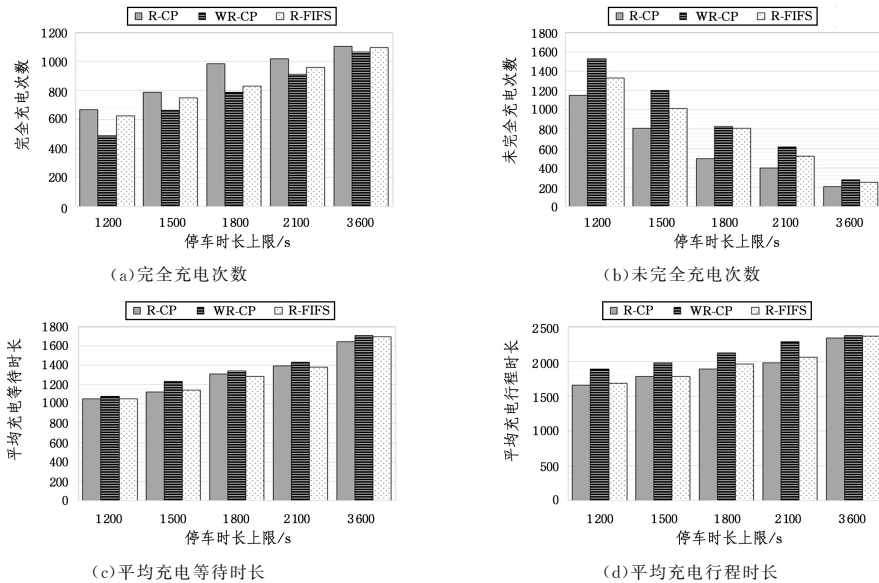 R-CP WR-CP R-FIFS
1200
1000
800
600
400
200
0
完全充电次数
1200 1500 1800 2100 3600
停车时长上限/s
(a)完全充电次数
R-CP WR-CP R-FIFS
1800
1600
1400
1200
1000
800
600
400
200
0
未完全充电次数
1200 1500 1800 2100 3600
停车时长上限/s
(b)未完全充电次数
R-CP WR-CP R-FIFS
1800
1600
1400
1200
1000
800
600
400
200
0
平均充电等待时长
1200 1500 1800 2100 3600
停车时长上限/s
(c)平均充电等待时长
R-CP WR-CP R-FIFS
2500
2000
1500
1000
500
0
平均充电行程时长
1200 1500 1800 2100 3600
停车时长上限/s
(d)平均充电行程时长